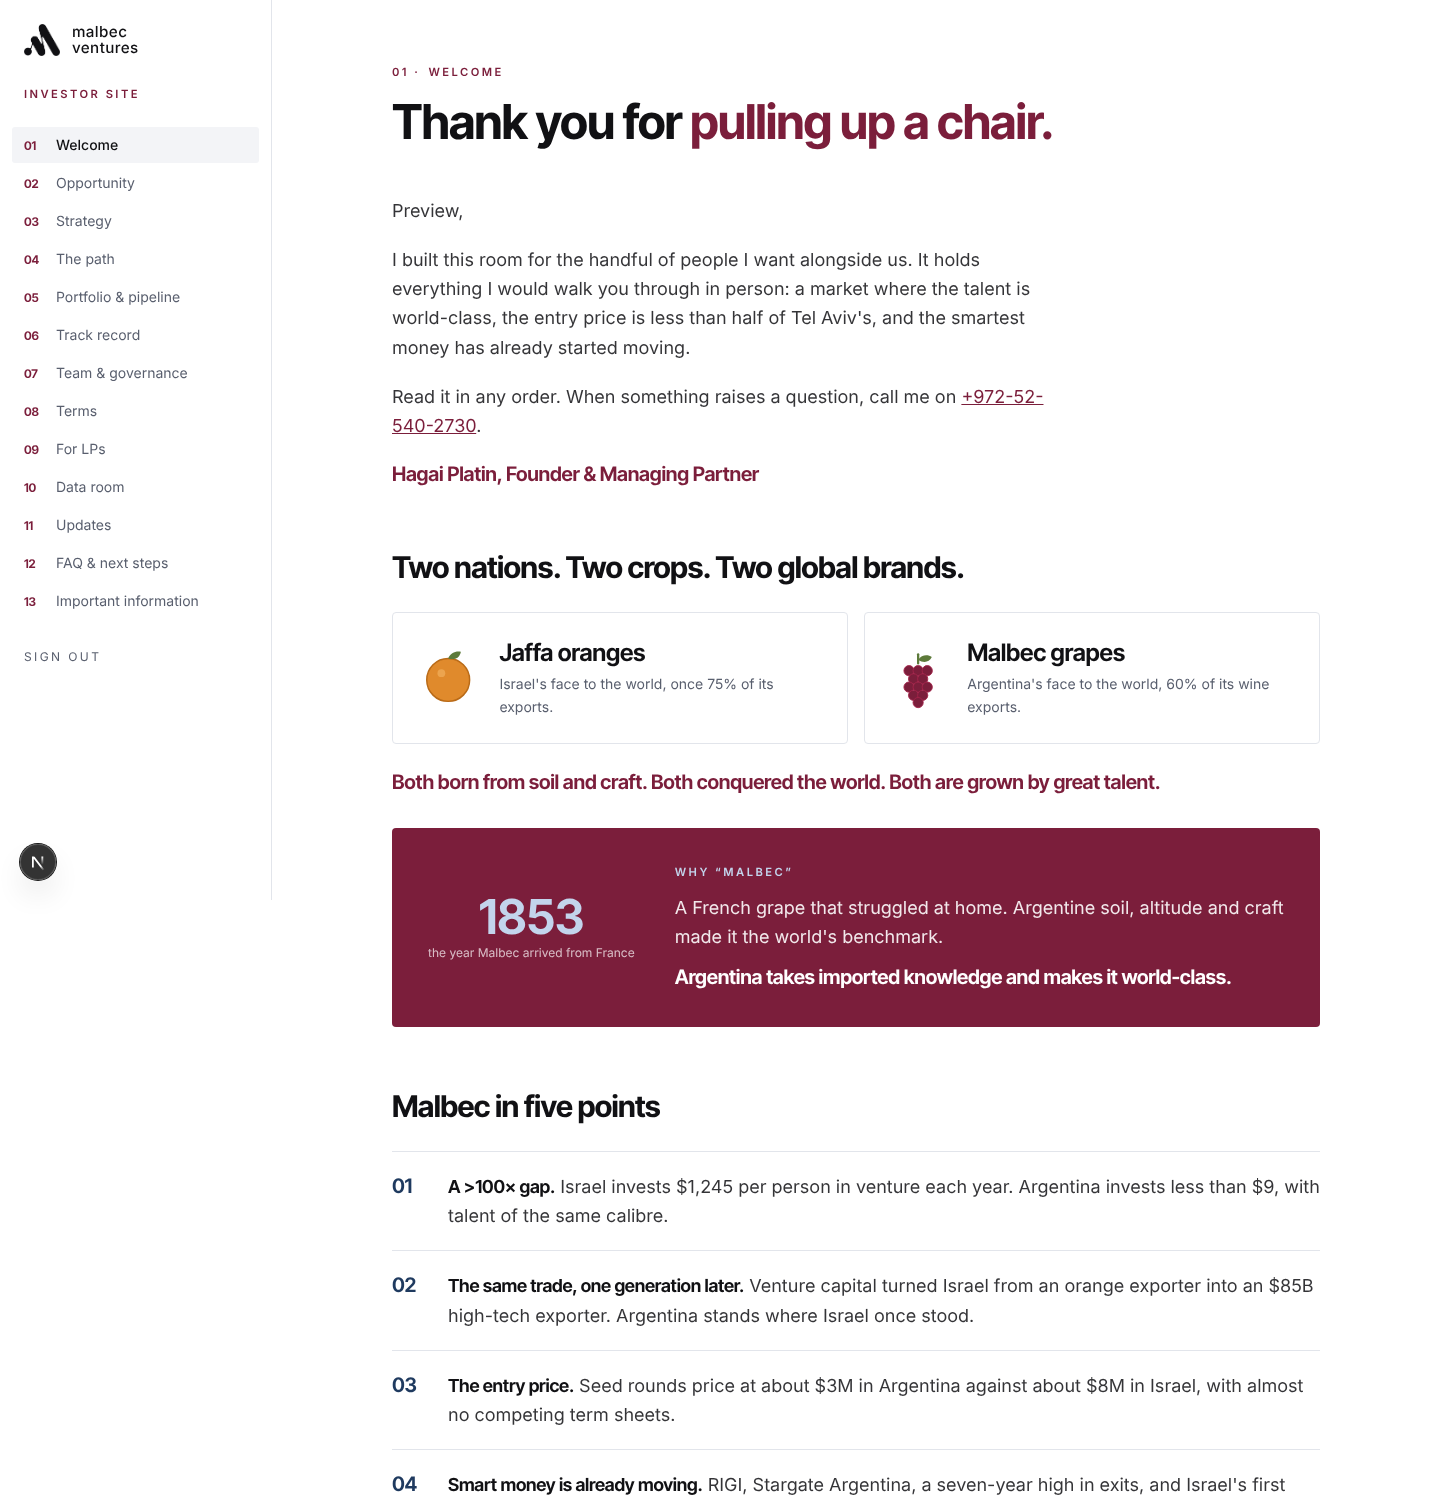 malbec
ventures
INVESTOR SITE
01 Welcome
02 Opportunity
03 Strategy
04 The path
05 Portfolio & pipeline
06 Track record
07 Team & governance
08 Terms
09 For LPs
10 Data room
11 Updates
12 FAQ & next steps
13 Important information
SIGN OUT
N
01 · WELCOME
Thank you for pulling up a chair.
Preview,
I built this room for the handful of people I want alongside us. It holds
everything I would walk you through in person: a market where the talent is
world-class, the entry price is less than half of Tel Aviv's, and the smartest
money has already started moving.
Read it in any order. When something raises a question, call me on +972-52-
540-2730.
Hagai Platin, Founder & Managing Partner
Two nations. Two crops. Two global brands.
Jaffa oranges
Israel's face to the world, once 75% of its
exports.
Malbec grapes
Argentina's face to the world, 60% of its wine
exports.
Both born from soil and craft. Both conquered the world. Both are grown by great talent.
1853
the year Malbec arrived from France
WHY “MALBEC”
A French grape that struggled at home. Argentine soil, altitude and craft
made it the world's benchmark.
Argentina takes imported knowledge and makes it world-class.
Malbec in five points
01 A >100× gap. Israel invests $1,245 per person in venture each year. Argentina invests less than $9, with
talent of the same calibre.
02 The same trade, one generation later. Venture capital turned Israel from an orange exporter into an $85B
high-tech exporter. Argentina stands where Israel once stood.
03 The entry price. Seed rounds price at about $3M in Argentina against about $8M in Israel, with almost
no competing term sheets.
04 Smart money is already moving. RIGI, Stargate Argentina, a seven-year high in exits, and Israel's first